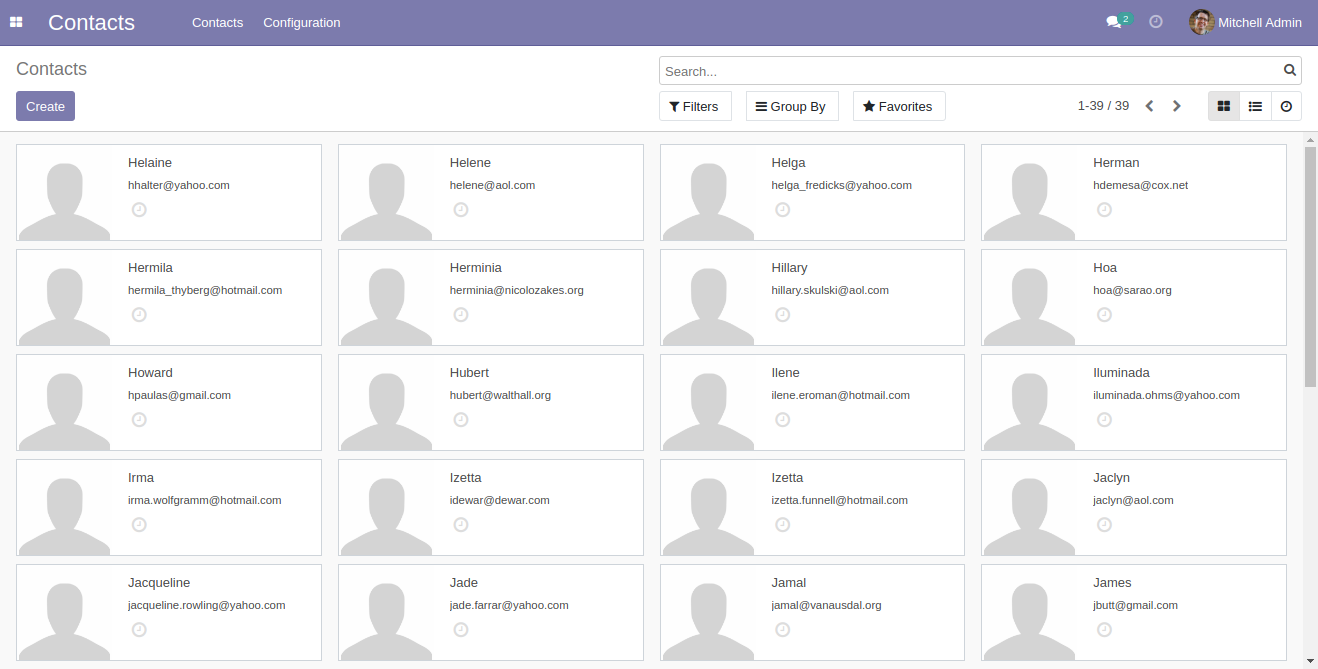 Contacts Contacts Configuration 2 Mitchell Admin
Contacts Search...
Create Filters Group By Favorites 1-39 / 39
Helaine Helene Helga Herman
hhalter@yahoo.com helene@aol.com helga_fredicks@yahoo.com hdemesa@cox.net
Hermila Herminia Hillary Hoa
hermila_thyberg@hotmail.com herminia@nicolozakes.org hillary.skulski@aol.com hoa@sarao.org
Howard Hubert Ilene Iluminada
hpaulas@gmail.com hubert@walthall.org ilene.eroman@hotmail.com iluminada.ohms@yahoo.com
Irma Izetta Izetta Jaclyn
irma.wolfgramm@hotmail.com idewar@dewar.com izetta.funnell@hotmail.com jaclyn@aol.com
Jacqueline Jade Jamal James
jacqueline.rowling@yahoo.com jade.farrar@yahoo.com jamal@vanausdal.org jbutt@gmail.com